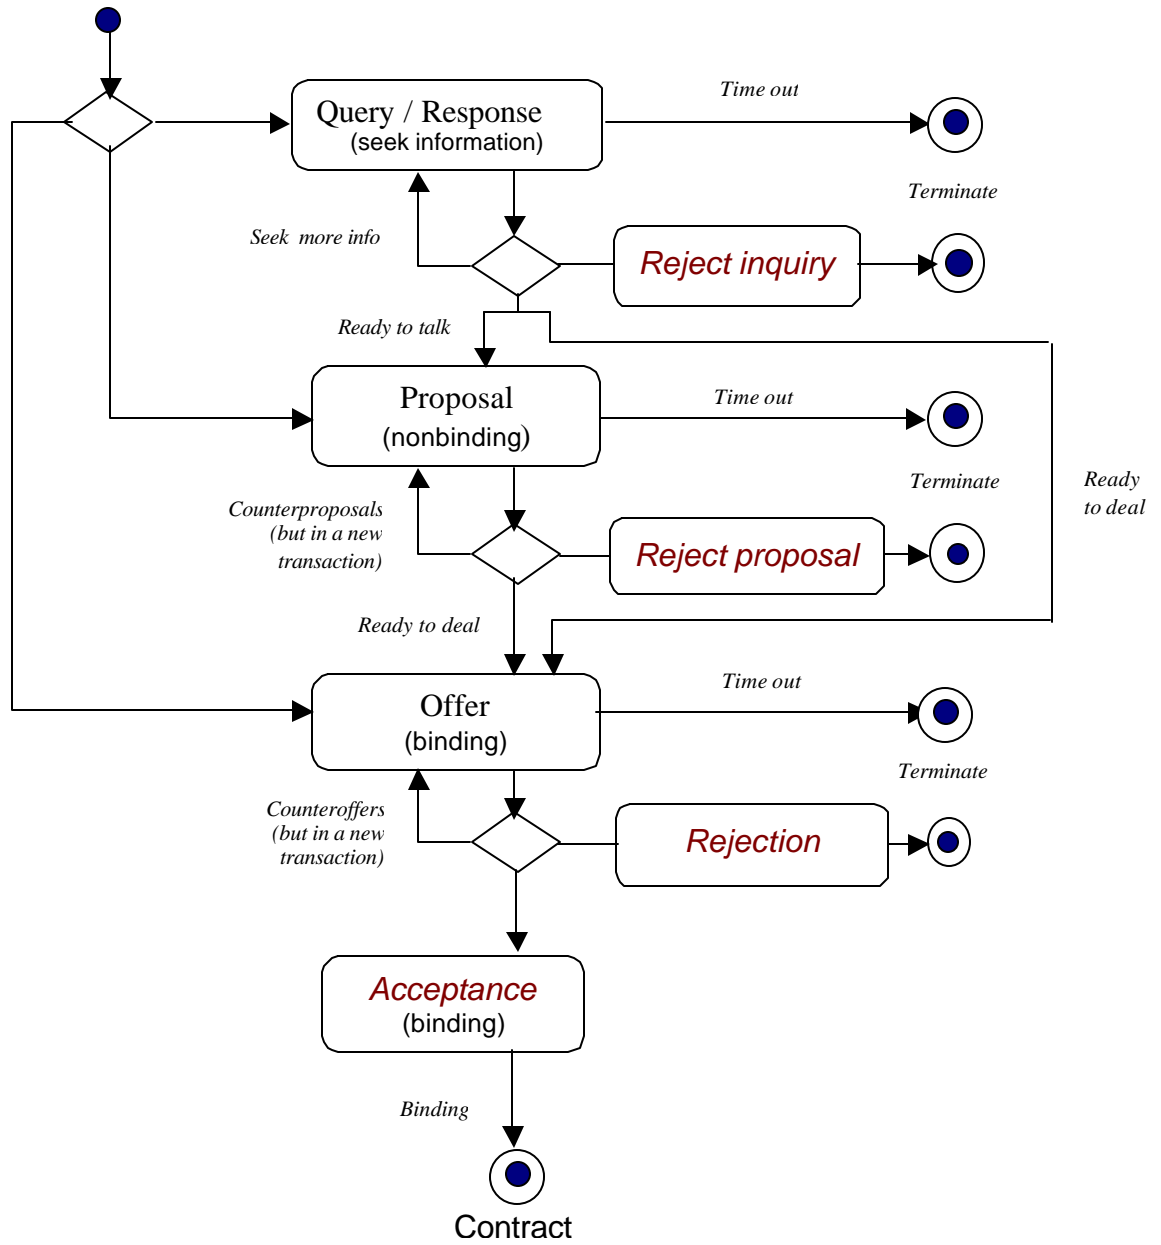 Time out
Query / Response
(seek information)
Terminate
Seek more info
Reject inquiry
Ready to talk
Time out
Proposal
(nonbinding)
Terminate
Ready
to deal
Counterproposals
(but in a new
transaction)
Reject proposal
Ready to deal
Time out
Offer
(binding)
Terminate
Counteroffers
(but in a new
transaction)
Rejection
Acceptance
(binding)
Binding
Contract